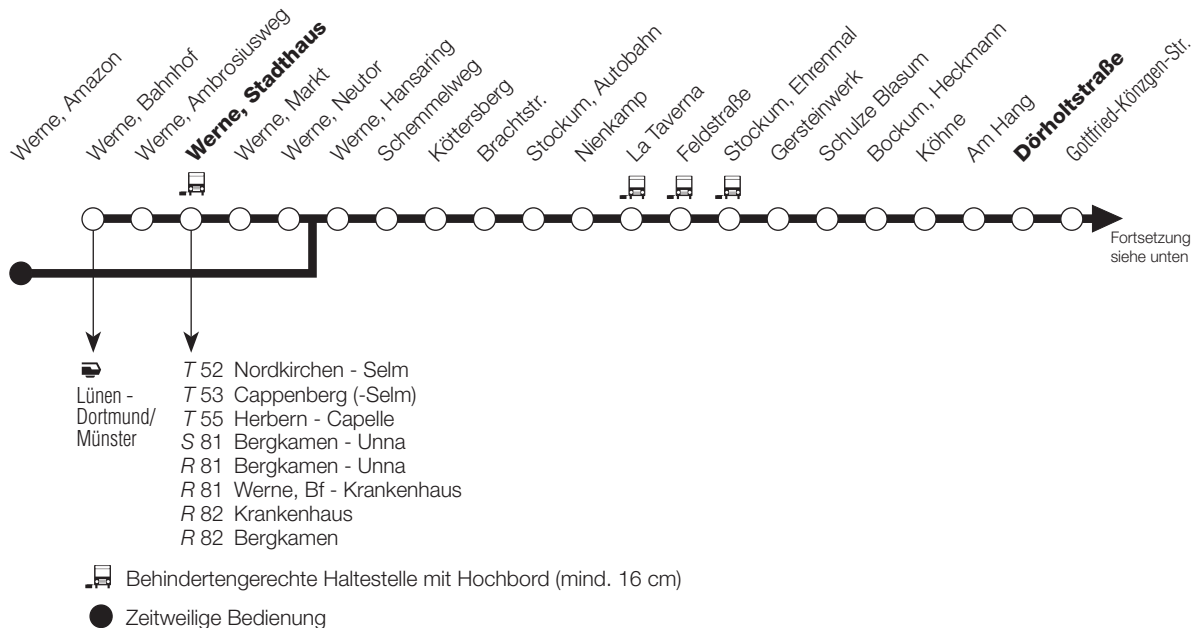 Werne, Amazon
Werne, Bahnhof
Werne, Ambrosiusweg
Werne, Stadthaus
Werne, Markt
Werne, Neutor
Werne, Hansaring
Schemmelweg
Köttersberg
Brachtstr.
Stockum, Autobahn
Nienkamp
La Taverna
Feldstraße
Stockum, Ehrenmal
Gersteinwerk
Schulze Blasum
Bockum, Heckmann
Köhne
Am Hang
Dörholtstraße
Gottfried-Könzgen-Str.
Fortsetzung
siehe unten
Lünen -
Dortmund/
Münster
T 52 Nordkirchen - Selm
T 53 Cappenberg (-Selm)
T 55 Herbern - Capelle
S 81 Bergkamen - Unna
R 81 Bergkamen - Unna
R 81 Werne, Bf - Krankenhaus
R 82 Krankenhaus
R 82 Bergkamen
Behindertengerechte Haltestelle mit Hochbord (mind. 16 cm)
Zeitweilige Bedienung